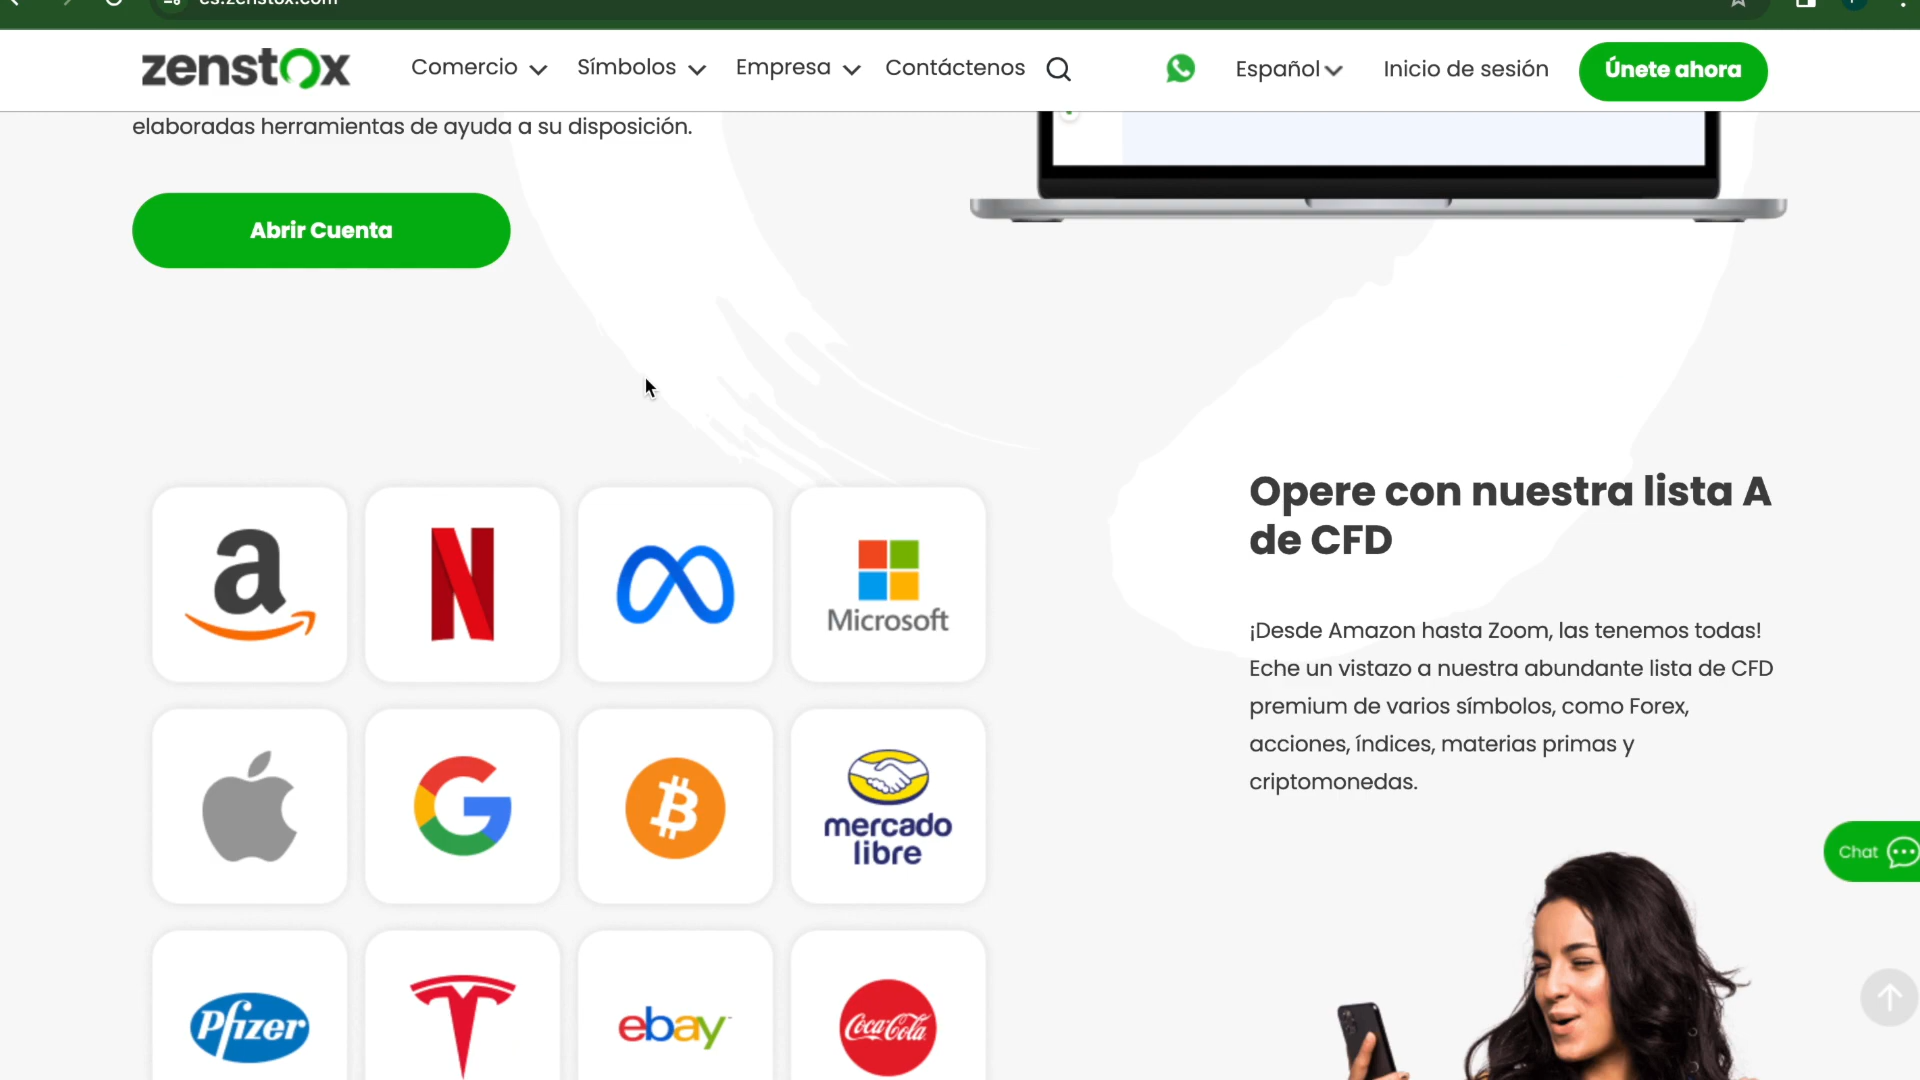 es.zenstox.com
zenstox
Comercio
Símbolos
Empresa
Contáctenos
Español
Inicio de sesión
Únete ahora
elaboradas herramientas de ayuda a su disposición.
Abrir Cuenta
Opere con nuestra lista A
de CFD
¡Desde Amazon hasta Zoom, las tenemos todas!
Eche un vistazo a nuestra abundante lista de CFD
premium de varios símbolos, como Forex,
acciones, índices, materias primas y
criptomonedas.
a
N
Microsoft
G
mercado
libre
Chat
Pfizer
ebay
Coca-Cola